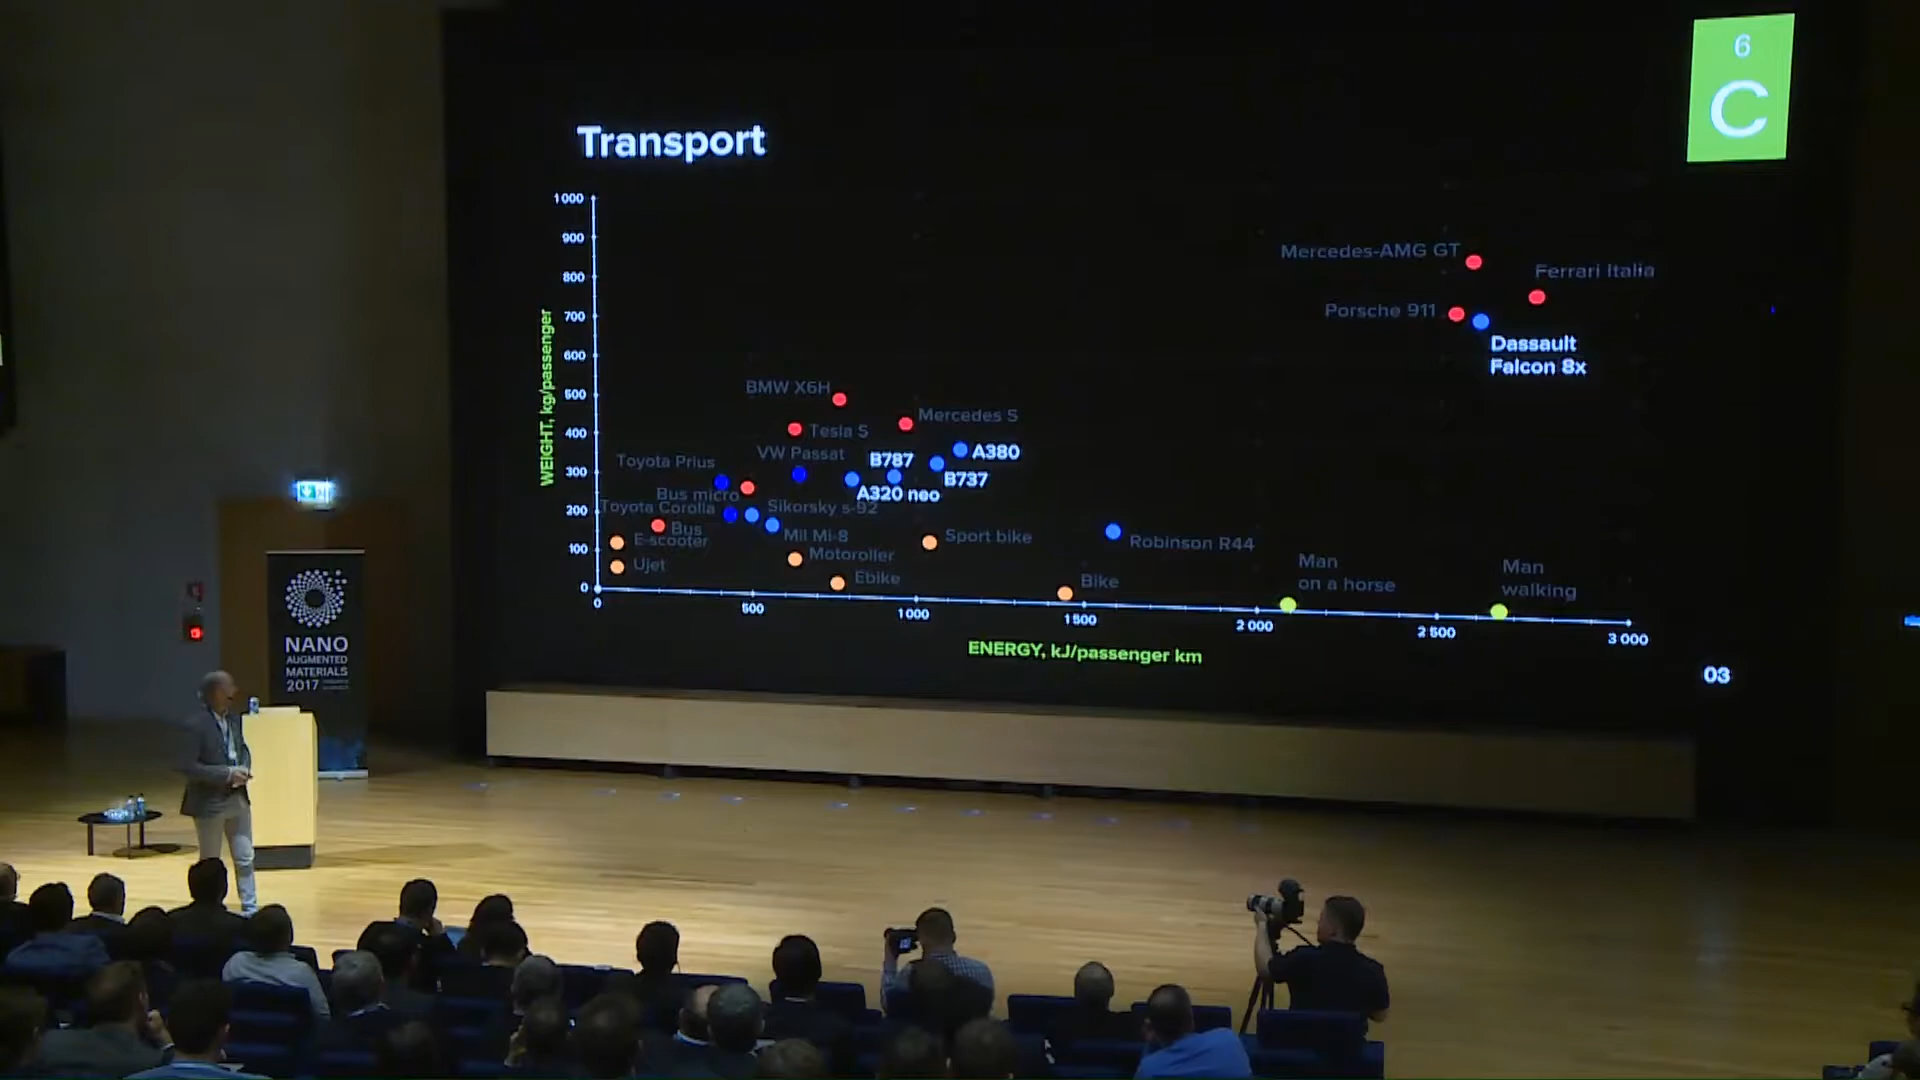 6
C
Transport
1 000
900
800
700
600
500
400
300
200
100
0
WEIGHT, kg/passenger
Mercedes-AMG GT
Ferrari Italia
Porsche 911
Dassault
Falcon 8x
BMW X6H
Mercedes S
Tesla S
VW Passat
A380
B787
Toyota Prius
B737
Bus micro
A320 neo
Toyota Corolla
Sikorsky s-92
Bus
E-scooter
Mil Mi-8
Sport bike
Robinson R44
Motoroller
Ujet
Ebike
Bike
Man
on a horse
Man
walking
0
500
1 000
1 500
2 000
2 500
3 000
ENERGY, kJ/passenger km
03
NANO
AUGMENTED
MATERIALS
2017